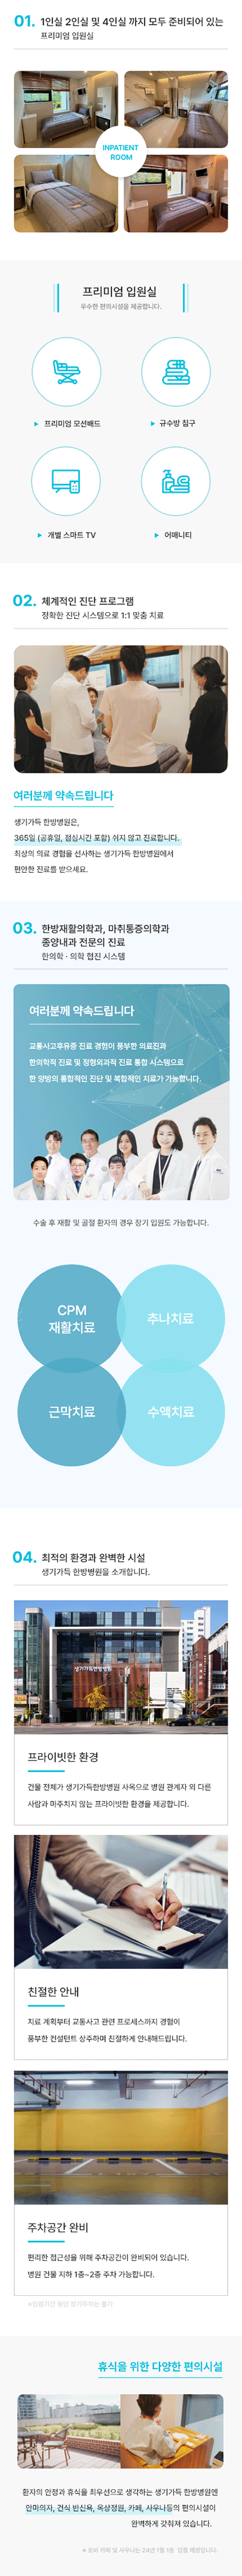 01. 1인실 2인실 및 4인실 까지 모두 준비되어 있는
프리미엄 입원실
INPATIENT
ROOM
프리미엄 입원실
우수한 편의시설을 제공합니다.
프리미엄 모션배드
규수방 침구
개별 스마트 TV
어매니티
02. 체계적인 진단 프로그램
정확한 진단 시스템으로 1:1 맞춤 치료
여러분께 약속드립니다
생기가득 한방병원은,
365일 (공휴일, 점심시간 포함) 쉬지 않고 진료합니다.
최상의 의료 경험을 선사하는 생기가득 한방병원에서
편안한 진료를 받으세요.
03. 한방재활의학과, 마취통증의학과
종양내과 전문의 진료
한의학 · 의학 협진 시스템
여러분께 약속드립니다
교통사고후유증 진료 경험이 풍부한 의료진과
한의학적 진료 및 정형외과적 진료 통합 시스템으로
한 양방의 통합적인 진단 및 복합적인 치료가 가능합니다.
수술 후 재활 및 골절 환자의 경우 장기 입원도 가능합니다.
CPM
재활치료
추나치료
근막치료
수액치료
04. 최적의 환경과 완벽한 시설
생기가득 한방병원을 소개합니다.
생기가득한방병원
프라이빗한 환경
건물 전체가 생기가득한방병원 사옥으로 병원 관계자 외 다른
사람과 마주치지 않는 프라이빗한 환경을 제공합니다.
친절한 안내
치료 계획부터 교통사고 관련 프로세스까지 경험이
풍부한 컨설턴트 상주하며 친절하게 안내해드립니다.
주차공간 완비
편리한 접근성을 위해 주차공간이 완비되어 있습니다.
병원 건물 지하 1층~2층 주차 가능합니다.
※입원기간 동안 장기주차는 불가
휴식을 위한 다양한 편의시설
환자의 안정과 휴식을 최우선으로 생각하는 생기가득 한방병원엔
안마의자, 건식 반신욕, 옥상정원, 카페, 사우나등의 편의시설이
완벽하게 갖춰져 있습니다.